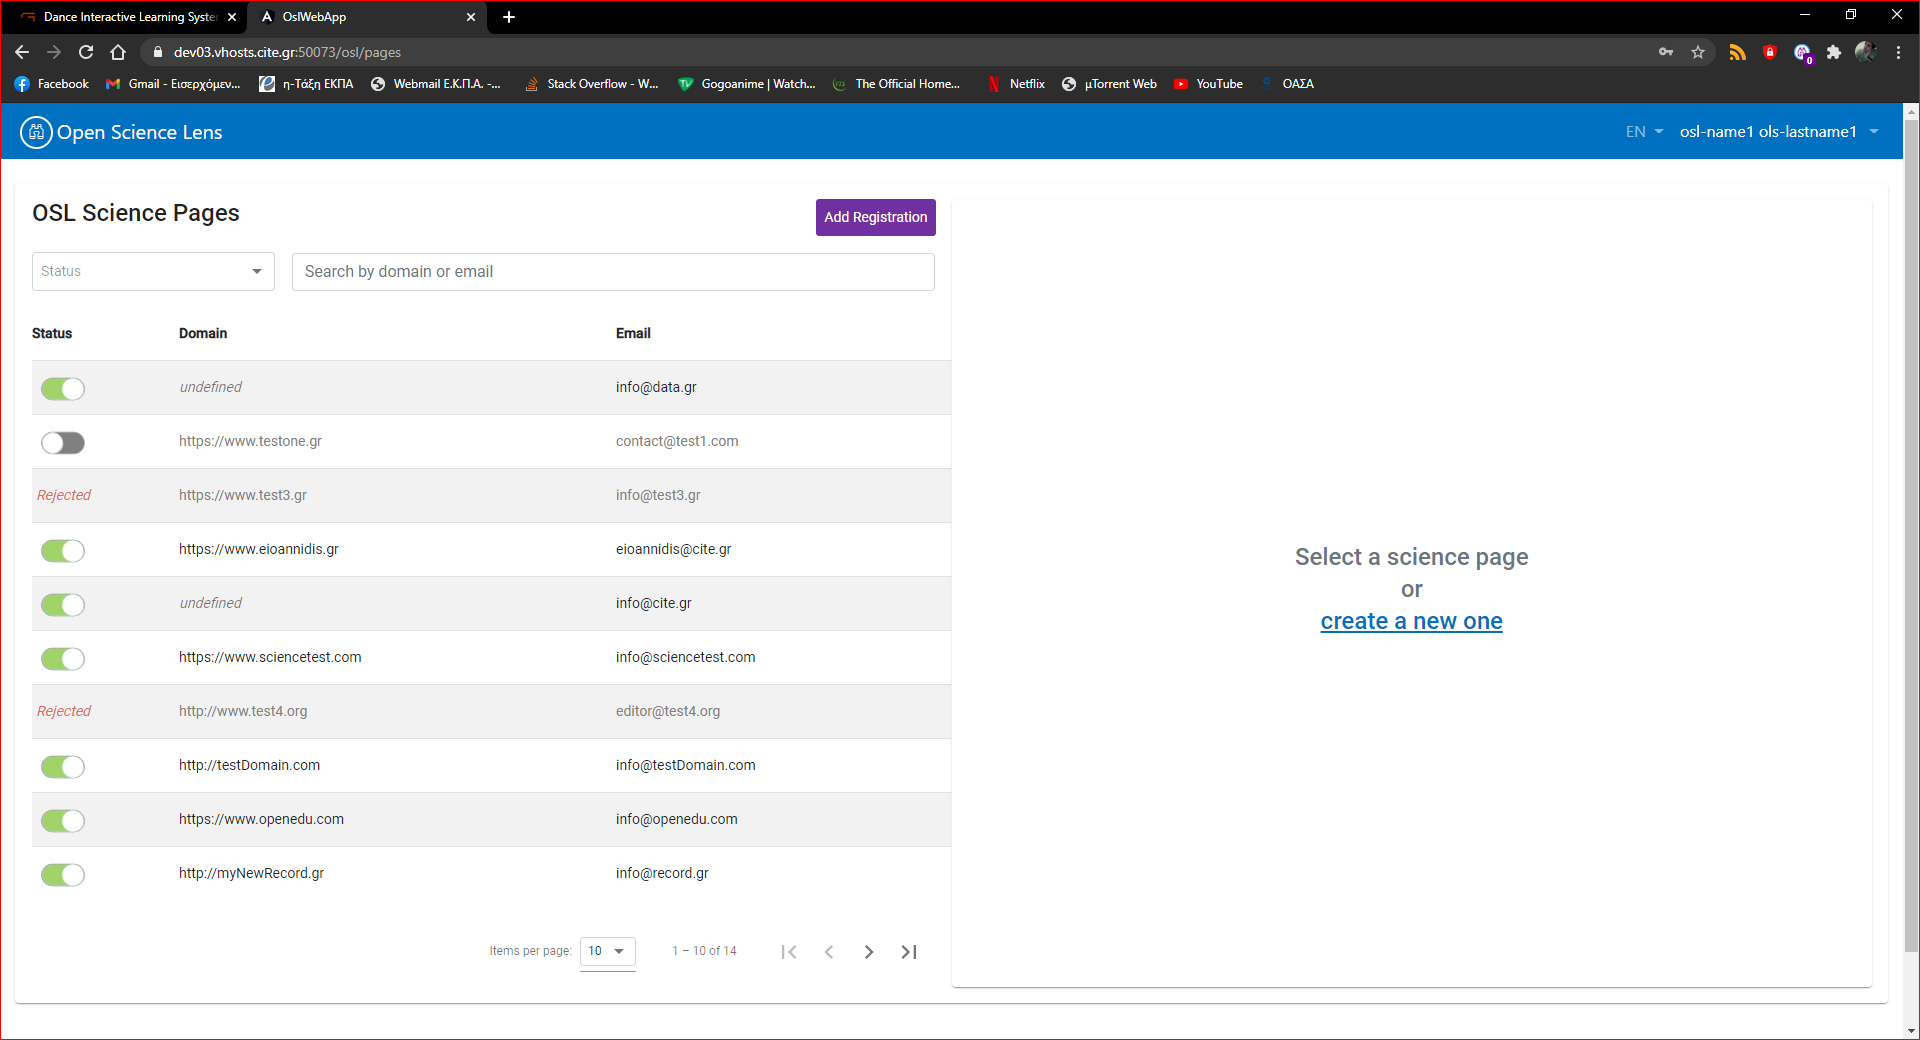 Dance Interactive Learning Syste
OslWebApp
dev03.vhosts.cite.gr:50073/osl/pages
0
Facebook
Gmail - Εισερχόμεν...
η-Τάξη ΕΚΠΑ
Webmail Ε.Κ.Π.Α. -...
Stack Overflow - W...
Gogoanime | Watch...
The Official Home...
Netflix
μTorrent Web
YouTube
ΟΑΣΑ
Open Science Lens
EN
osl-name1 ols-lastname1
OSL Science Pages
Add Registration
Status
Search by domain or email
Status Domain Email
undefined info@data.gr
https://www.testone.gr contact@test1.com
Rejected https://www.test3.gr info@test3.gr
https://www.eioannidis.gr eioannidis@cite.gr
undefined info@cite.gr
https://www.sciencetest.com info@sciencetest.com
Rejected http://www.test4.org editor@test4.org
http://testDomain.com info@testDomain.com
https://www.openedu.com info@openedu.com
http://myNewRecord.gr info@record.gr
Items per page: 10 1 – 10 of 14
Select a science page
or
create a new one